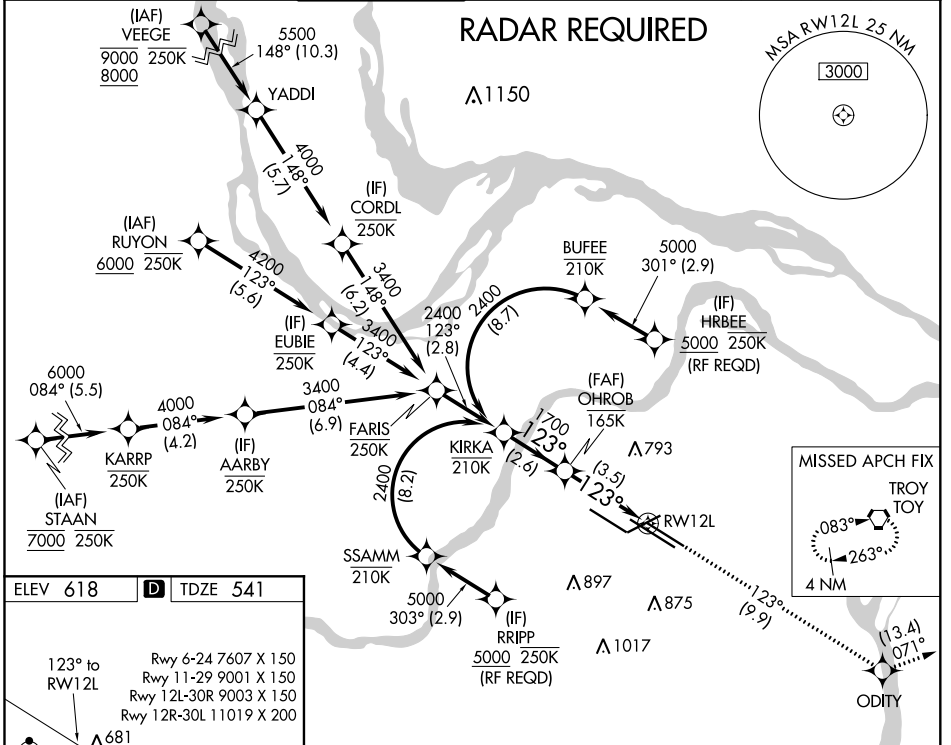 RADAR REQUIRED
(IAF)
VEEGE
9000 250K
8000
5500
148° (10.3)
YADDI
1150
MSA RW12L 25 NM
3000
4000
148°
(5.7)
(IF)
CORDL
250K
(IAF)
RUYON
6000 250K
4200
123°
(5.6)
3400
148°
(6.2)
BUFEE
210K
5000
301° (2.9)
(IF)
HRBEE
5000 250K
(RF REQD)
2400
(8.7)
(IF)
EUBIE
250K
3400
123°
(4.4)
2400
123°
(2.8)
6000
084° (5.5)
4000
084°
(4.2)
3400
084°
(6.9)
FARIS
250K
(FAF)
OHROB
165K
KARRP
250K
(IF)
AARBY
250K
KIRKA
210K
1700
123°
(2.6)
793
(3.5)
123°
(IAF)
STAAN
7000 250K
2400
(8.2)
RW12L
MISSED APCH FIX
TROY
TOY
083°
263°
4 NM
SSAMM
210K
5000
303° (2.9)
(IF)
RRIPP
5000 250K
(RF REQD)
897
875
1017
123°
(9.9)
(13.4)
071°
ODITY
ELEV 618 D TDZE 541
123° to
RW12L
Rwy 6-24 7607 X 150
Rwy 11-29 9001 X 150
Rwy 12L-30R 9003 X 150
Rwy 12R-30L 11019 X 200
681